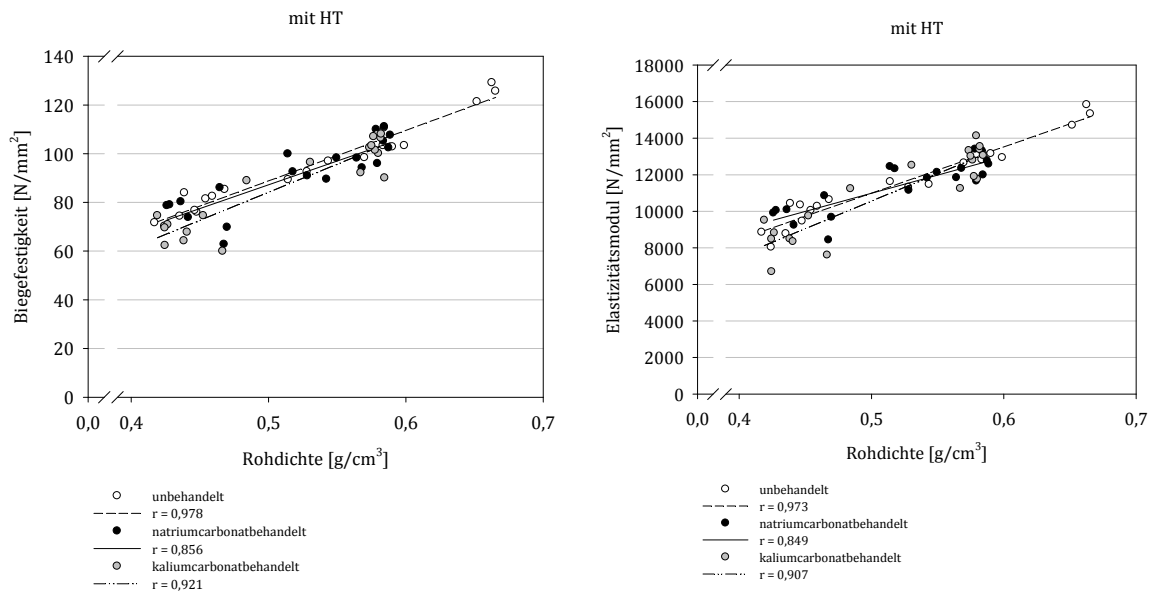 mit HT
Biegefestigkeit [N/mm²]
140
120
100
80
60
40
20
0
0,0 0,4 0,5 0,6 0,7
Rohdichte [g/cm³]
unbehandelt
r = 0,978
natriumcarbonatbehandelt
r = 0,856
kaliumcarbonatbehandelt
r = 0,921
mit HT
Elastizitätsmodul [N/mm²]
18000
16000
14000
12000
10000
8000
6000
4000
2000
0
0,0 0,4 0,5 0,6 0,7
Rohdichte [g/cm³]
unbehandelt
r = 0,973
natriumcarbonatbehandelt
r = 0,849
kaliumcarbonatbehandelt
r = 0,907